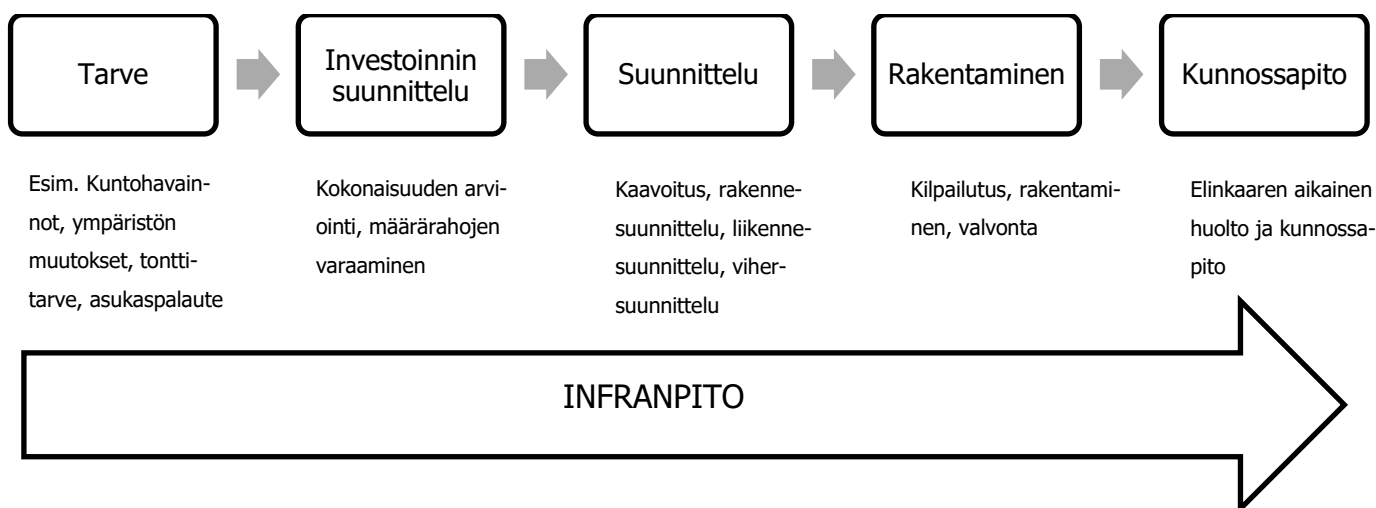 Tarve
Investoinnin
suunnittelu
Suunnittelu
Rakentaminen
Kunnossapito
Esim. Kuntohavain-
not, ympäristön
muutokset, tontti-
tarve, asukaspalaute
Kokonaisuuden arvi-
ointi, määrärahojen
varaaminen
Kaavoitus, rakenne-
suunnittelu, liikenne-
suunnittelu, viher-
suunnittelu
Kilpailutus, rakentami-
nen, valvonta
Elinkaaren aikainen
huolto ja kunnossa-
pito
INFRANPITO